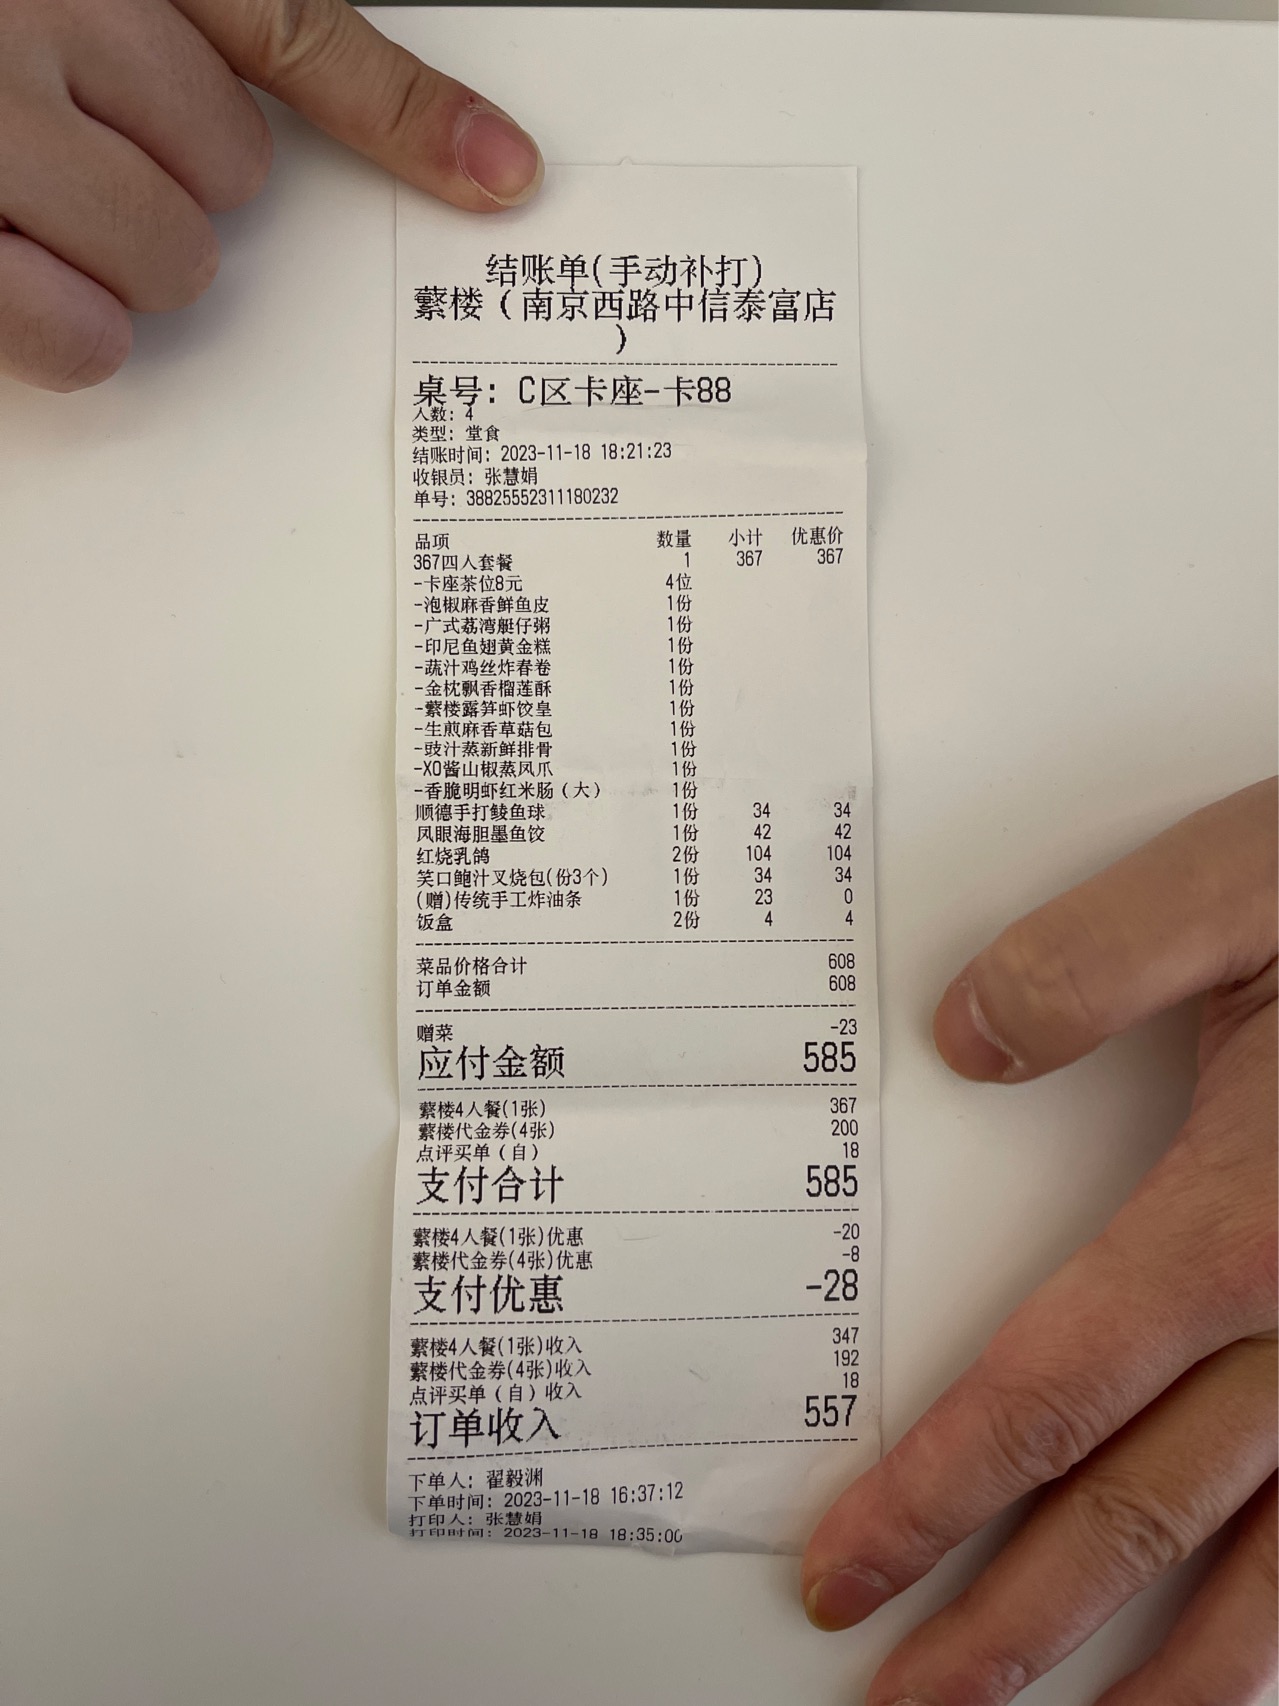 结账单(手动补打)
蘩楼（南京西路中信泰富店
）
桌号: C区卡座-卡88
人数: 4
类型: 堂食
结账时间: 2023-11-18 18:21:23
收银员: 张慧娟
单号: 38825552311180232
品项 数量 小计 优惠价
367四人套餐 1 367 367
-卡座茶位8元 4位
-泡椒麻香鲜鱼皮 1份
-广式荔湾艇仔粥 1份
-印尼鱼翅黄金糕 1份
-蔬汁鸡丝炸春卷 1份
-金枕飘香榴莲酥 1份
-蘩楼露笋虾饺皇 1份
-生煎麻香草菇包 1份
-豉汁蒸新鲜排骨 1份
-XO酱山椒蒸凤爪 1份
-香脆明虾红米肠（大） 1份
顺德手打鲮鱼球 1份 34 34
凤眼海胆墨鱼饺 1份 42 42
红烧乳鸽 2份 104 104
笑口鲍汁叉烧包(份3个) 1份 34 34
(赠)传统手工炸油条 1份 23 0
饭盒 2份 4 4
菜品价格合计 608
订单金额 608
赠菜 -23
应付金额 585
蘩楼4人餐(1张) 367
蘩楼代金券(4张) 200
点评买单（自） 18
支付合计 585
蘩楼4人餐(1张)优惠 -20
蘩楼代金券(4张)优惠 -8
支付优惠 -28
蘩楼4人餐(1张)收入 347
蘩楼代金券(4张)收入 192
点评买单（自）收入 18
订单收入 557
下单人: 翟毅渊
下单时间: 2023-11-18 16:37:12
打印人: 张慧娟
打印时间: 2023-11-18 18:35:00